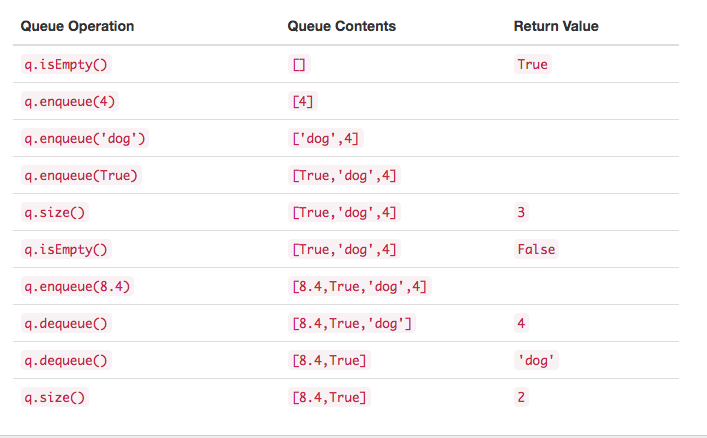 Queue Operation Queue Contents Return Value
q.isEmpty() [] True
q.enqueue(4) [4]
q.enqueue('dog') ['dog',4]
q.enqueue(True) [True,'dog',4]
q.size() [True,'dog',4] 3
q.isEmpty() [True,'dog',4] False
q.enqueue(8.4) [8.4,True,'dog',4]
q.dequeue() [8.4,True,'dog'] 4
q.dequeue() [8.4,True] 'dog'
q.size() [8.4,True] 2